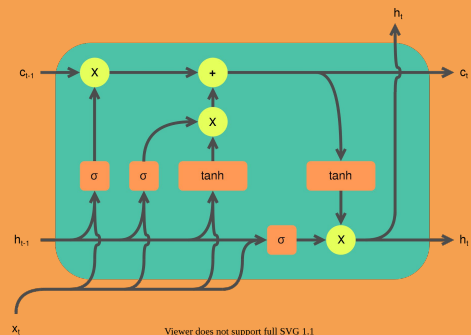 h_t
c_{t-1}
X
+
c_t
X
σ
σ
tanh
tanh
h_{t-1}
σ
X
h_t
x_t
Viewer does not support full SVG 1.1